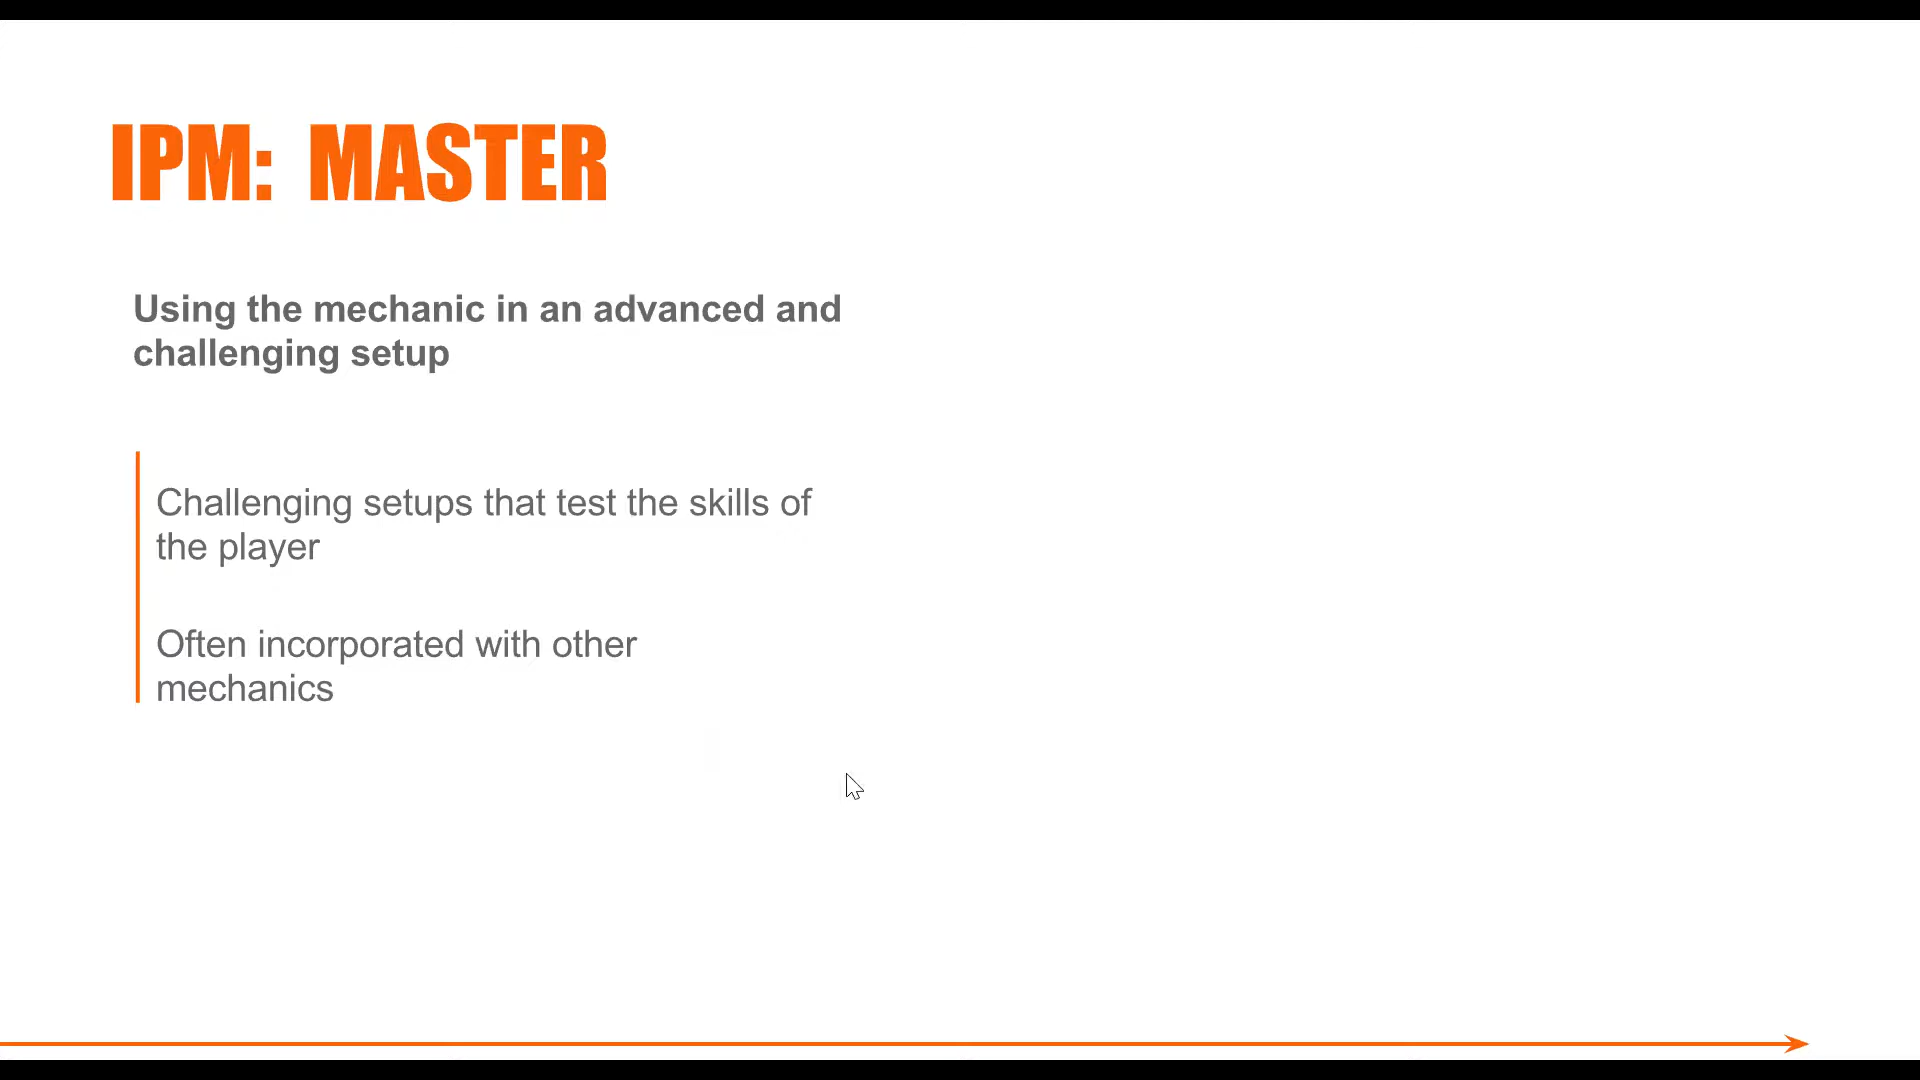 IPM: MASTER
Using the mechanic in an advanced and
challenging setup
Challenging setups that test the skills of
the player
Often incorporated with other
mechanics